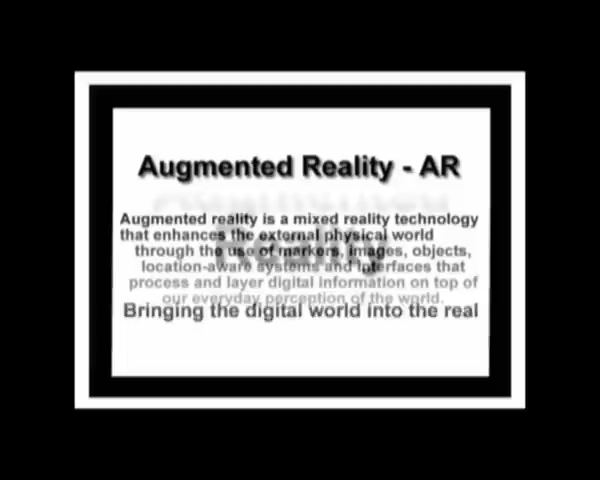 Augmented Reality - AR
Augmented reality is a mixed reality technology
that enhances the external physical world
Reality
through the use of markers, images, objects,
location-aware systems and interfaces that
process and layer digital information on top of
our everyday perception of the world.
Bringing the digital world into the real